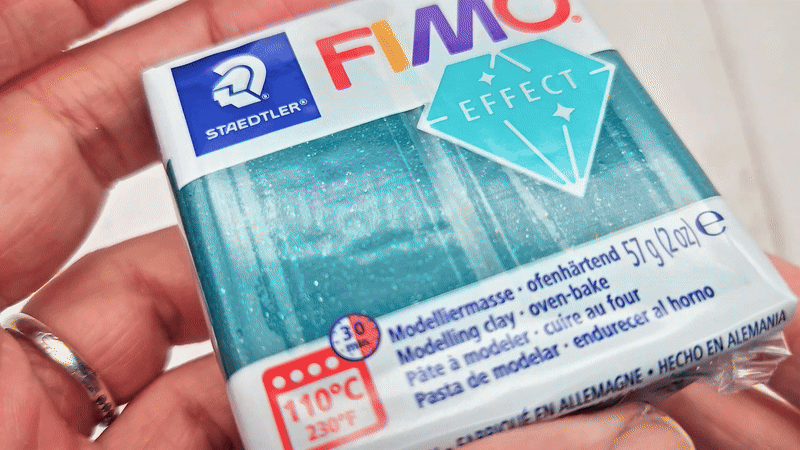 FIMO®
STAEDTLER®
EFFECT
57 g (2 oz) e
Modelliermasse · ofenhärtend
Modelling clay · oven-bake
Pâte à modeler · cuire au four
Pasta de modelar · endurecer al horno
30
min
110°C
230°F
FABRIQUÉ EN ALLEMAGNE · HECHO EN ALEMANIA